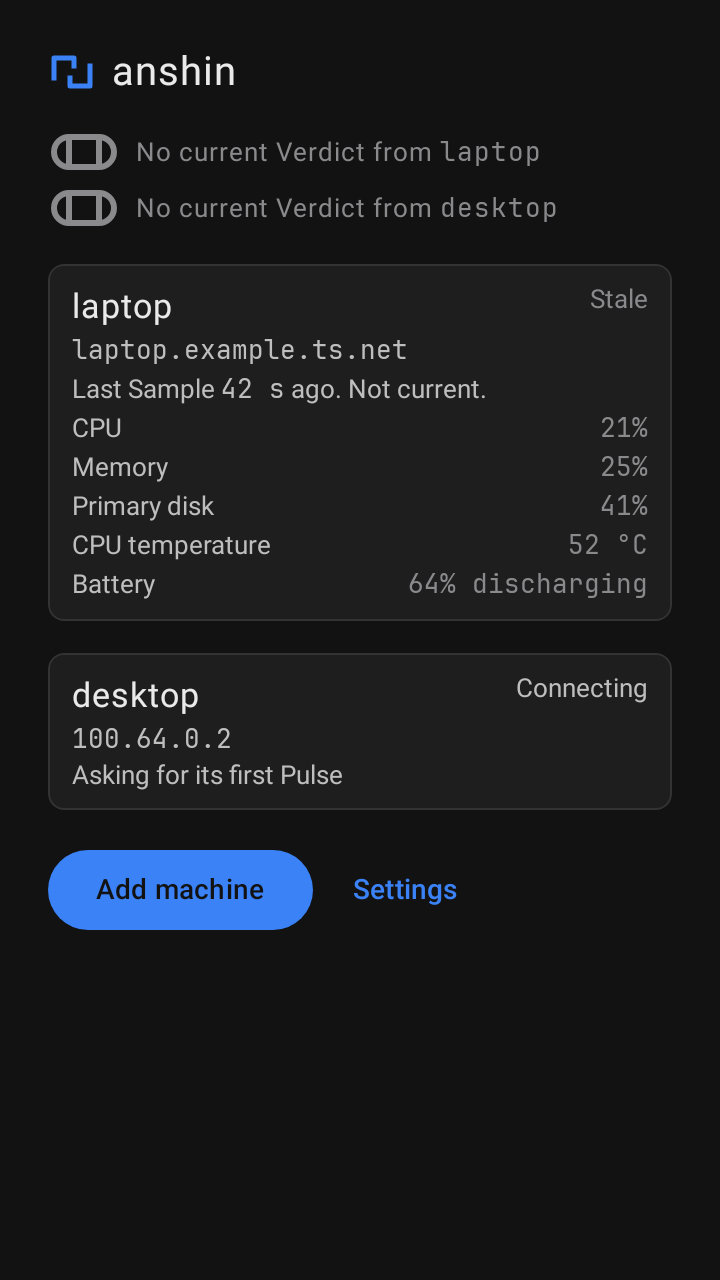 anshin
No current Verdict from laptop
No current Verdict from desktop
laptop Stale
laptop.example.ts.net
Last Sample 42 s ago. Not current.
CPU 21%
Memory 25%
Primary disk 41%
CPU temperature 52 °C
Battery 64% discharging
desktop Connecting
100.64.0.2
Asking for its first Pulse
Add machine Settings